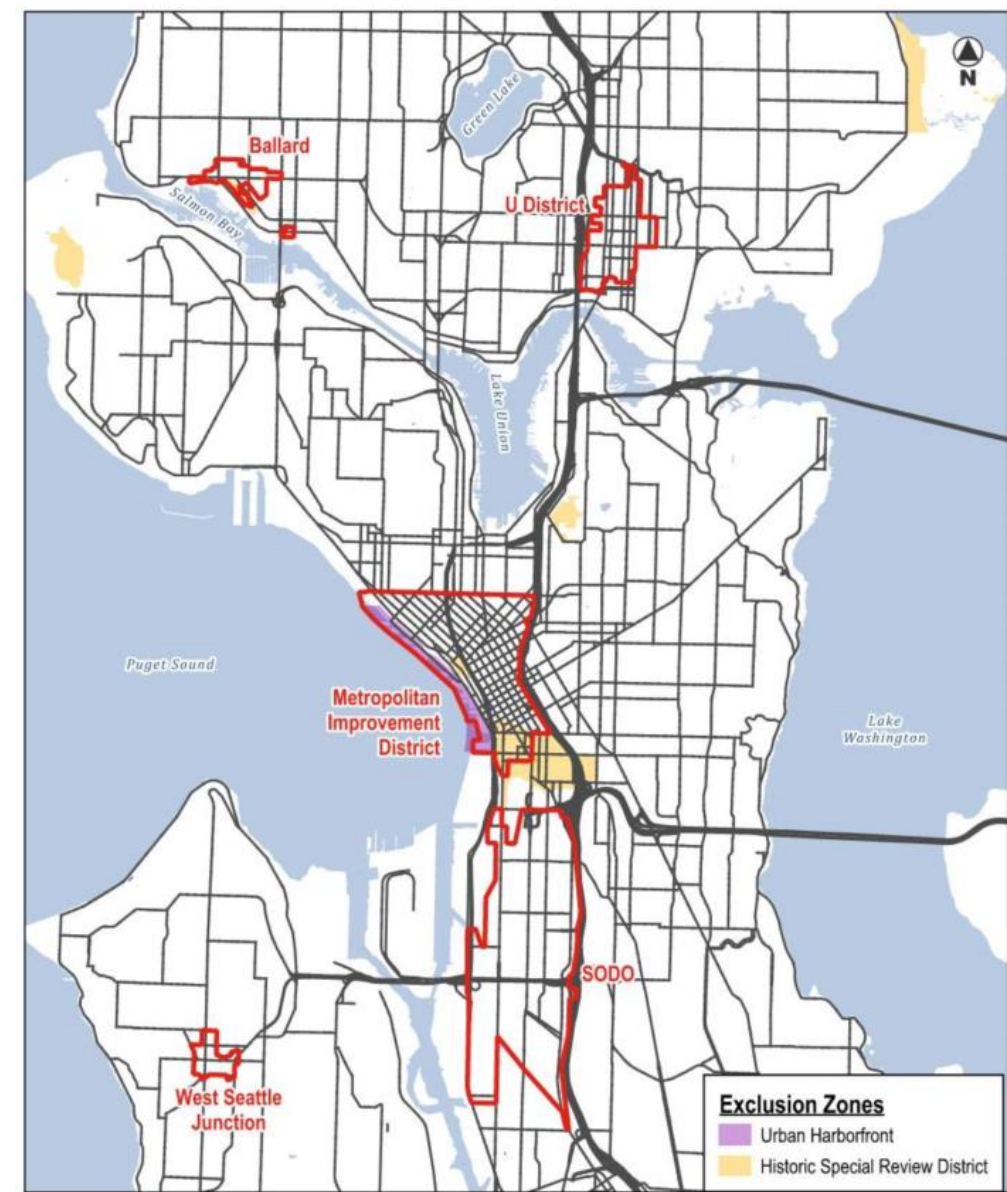 N
Green Lake
Ballard
U District
Salmon Bay
Lake Union
Puget Sound
Metropolitan
Improvement
District
Lake
Washington
SODO
West Seattle
Junction
Exclusion Zones
Urban Harborfront
Historic Special Review District